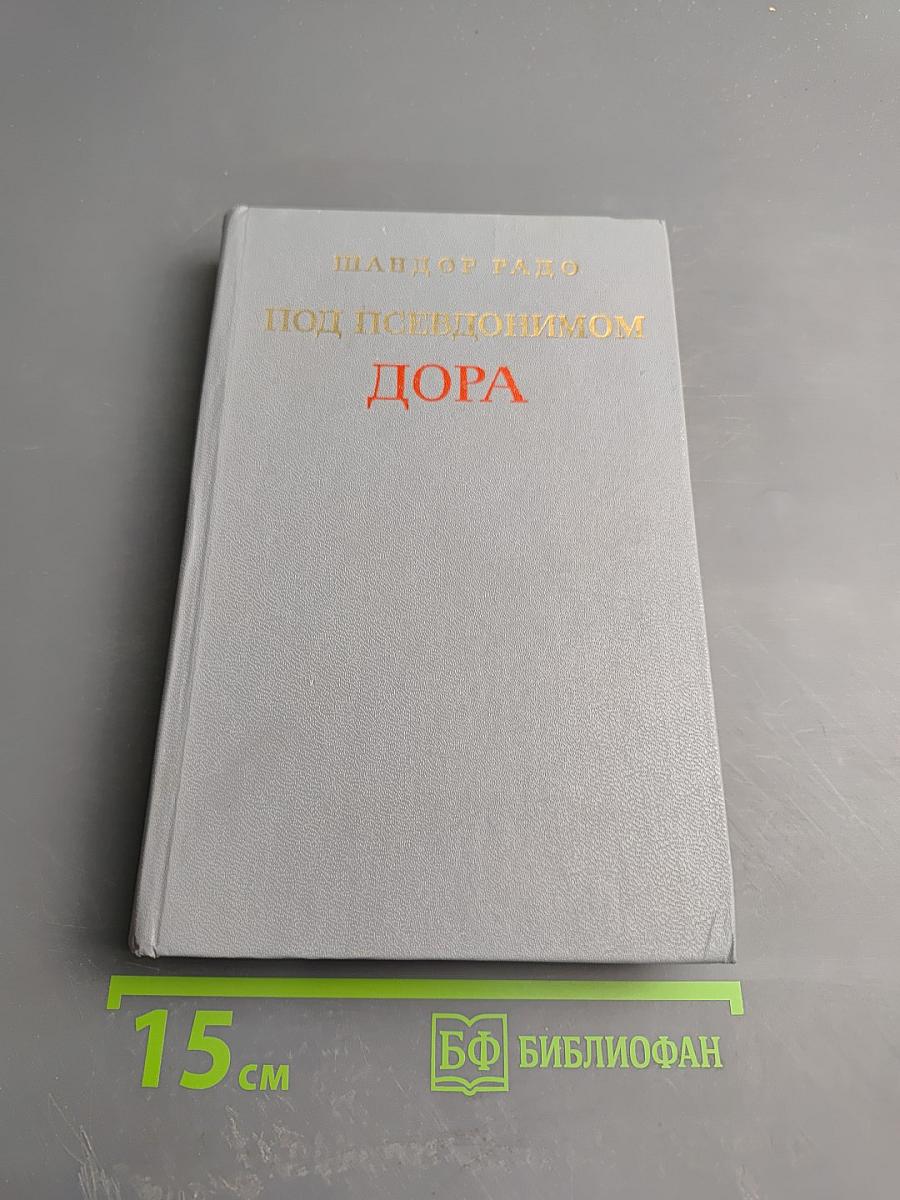 ШАНДОР РАДО
ПОД ПСЕВДОНИМОМ
ДОРА
15 см
БФ БИБЛИОФАН